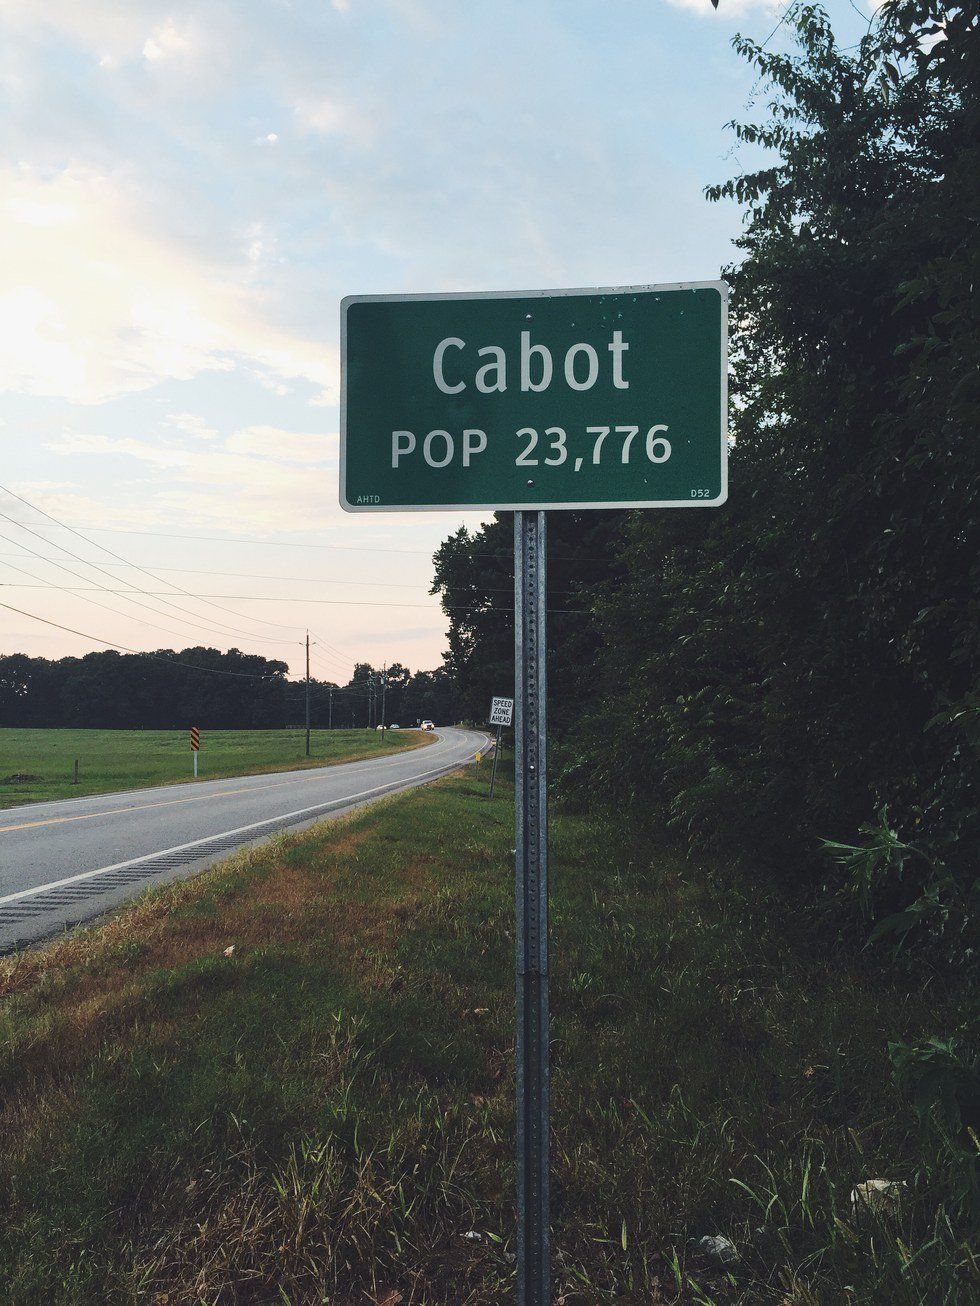 Cabot
POP 23,776
AHTD D52
SPEED
ZONE
AHEAD